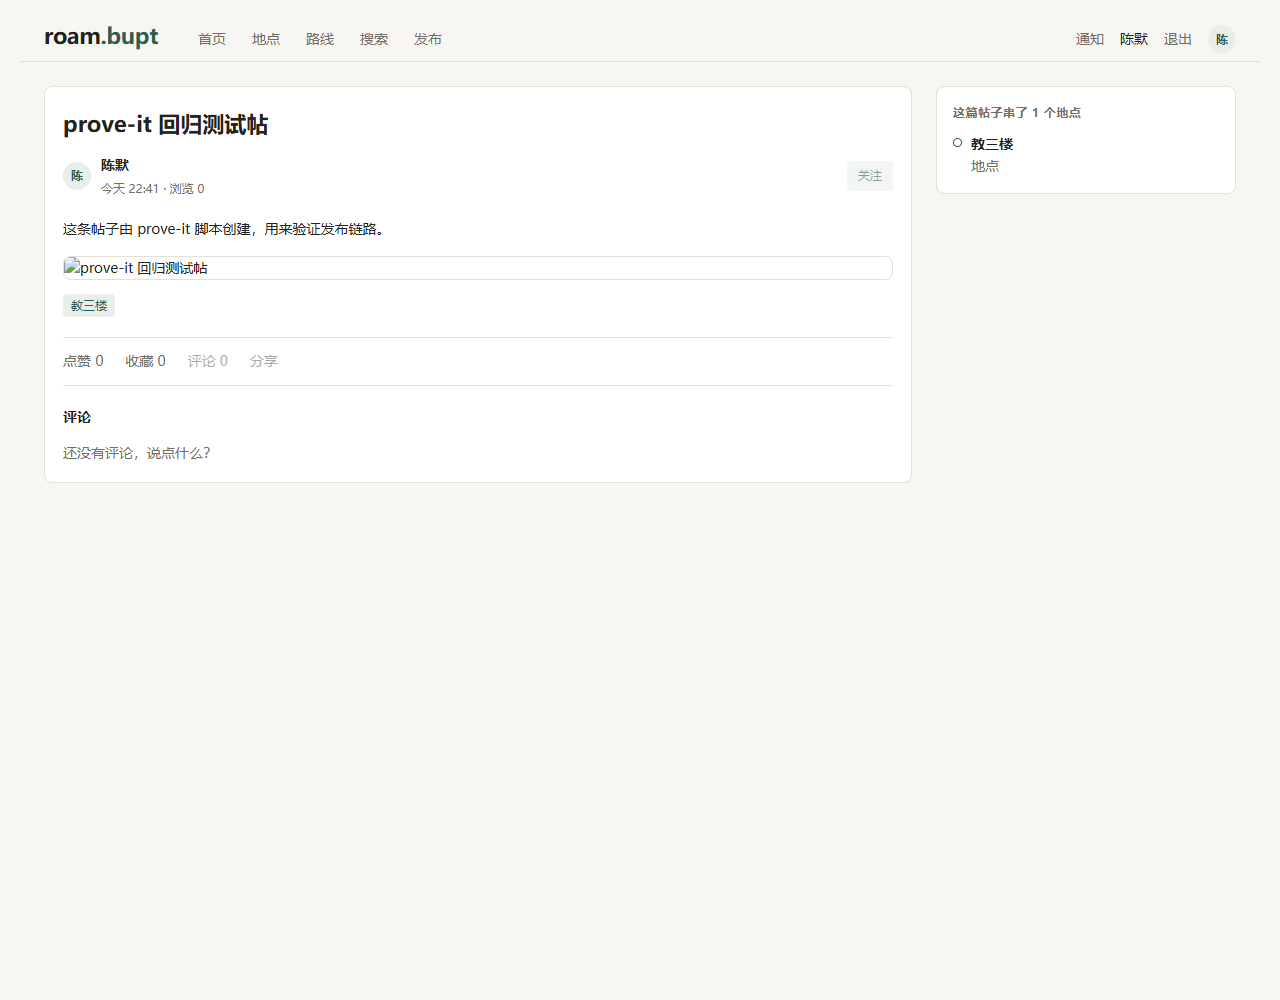 roam.bupt 首页 地点 路线 搜索 发布 通知 陈默 退出 陈
prove-it 回归测试帖
陈 陈默
今天 22:41 · 浏览 0
关注
这条帖子由 prove-it 脚本创建，用来验证发布链路。
prove-it 回归测试帖
教三楼
点赞 0 收藏 0 评论 0 分享
评论
还没有评论，说点什么？
这篇帖子串了 1 个地点
教三楼
地点